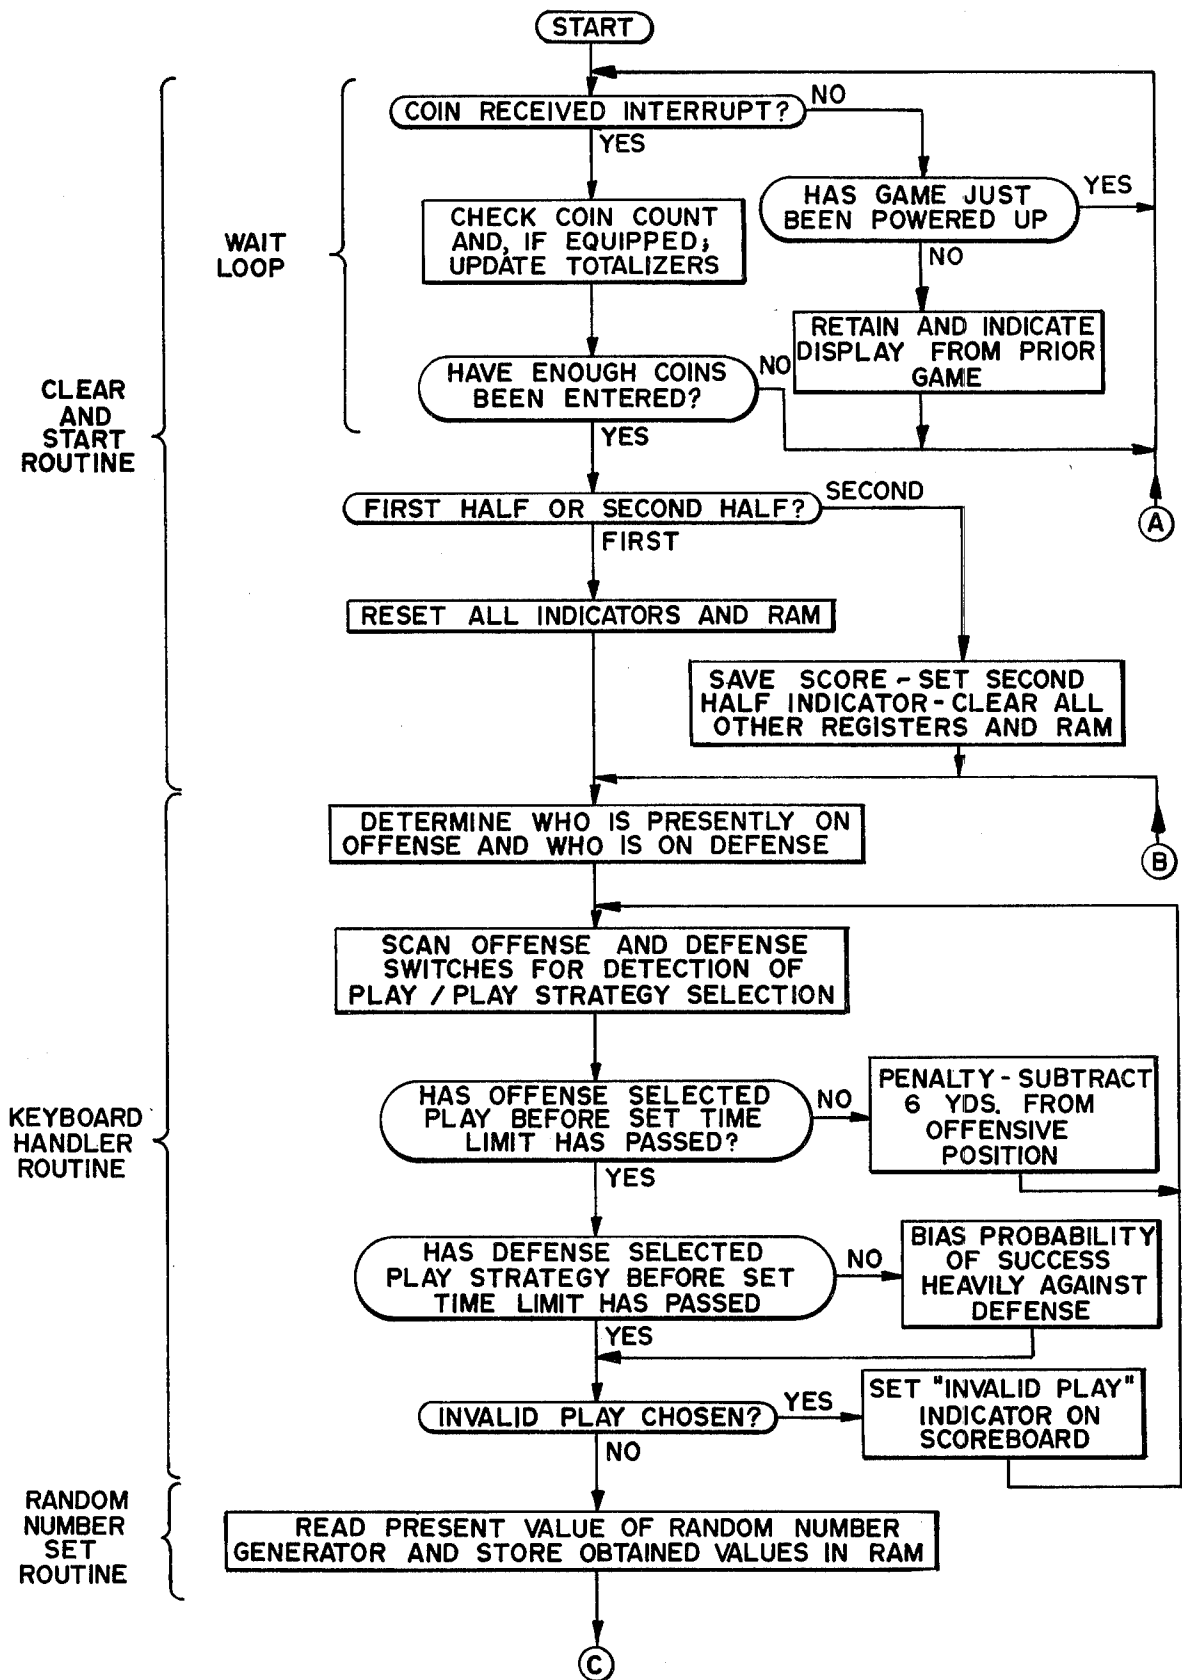 START
COIN RECEIVED INTERRUPT?
NO
YES
HAS GAME JUST
BEEN POWERED UP
YES
NO
CHECK COIN COUNT
AND, IF EQUIPPED;
UPDATE TOTALIZERS
WAIT
LOOP
RETAIN AND INDICATE
DISPLAY FROM PRIOR
GAME
HAVE ENOUGH COINS
BEEN ENTERED?
NO
YES
CLEAR
AND
START
ROUTINE
FIRST HALF OR SECOND HALF?
SECOND
FIRST
A
RESET ALL INDICATORS AND RAM
SAVE SCORE - SET SECOND
HALF INDICATOR - CLEAR ALL
OTHER REGISTERS AND RAM
DETERMINE WHO IS PRESENTLY ON
OFFENSE AND WHO IS ON DEFENSE
B
SCAN OFFENSE AND DEFENSE
SWITCHES FOR DETECTION OF
PLAY / PLAY STRATEGY SELECTION
KEYBOARD
HANDLER
ROUTINE
HAS OFFENSE SELECTED
PLAY BEFORE SET TIME
LIMIT HAS PASSED?
NO
YES
PENALTY - SUBTRACT
6 YDS. FROM
OFFENSIVE
POSITION
HAS DEFENSE SELECTED
PLAY STRATEGY BEFORE SET
TIME LIMIT HAS PASSED
NO
YES
BIAS PROBABILITY
OF SUCCESS
HEAVILY AGAINST
DEFENSE
INVALID PLAY CHOSEN?
YES
NO
SET "INVALID PLAY"
INDICATOR ON
SCOREBOARD
RANDOM
NUMBER
SET
ROUTINE
READ PRESENT VALUE OF RANDOM NUMBER
GENERATOR AND STORE OBTAINED VALUES IN RAM
C